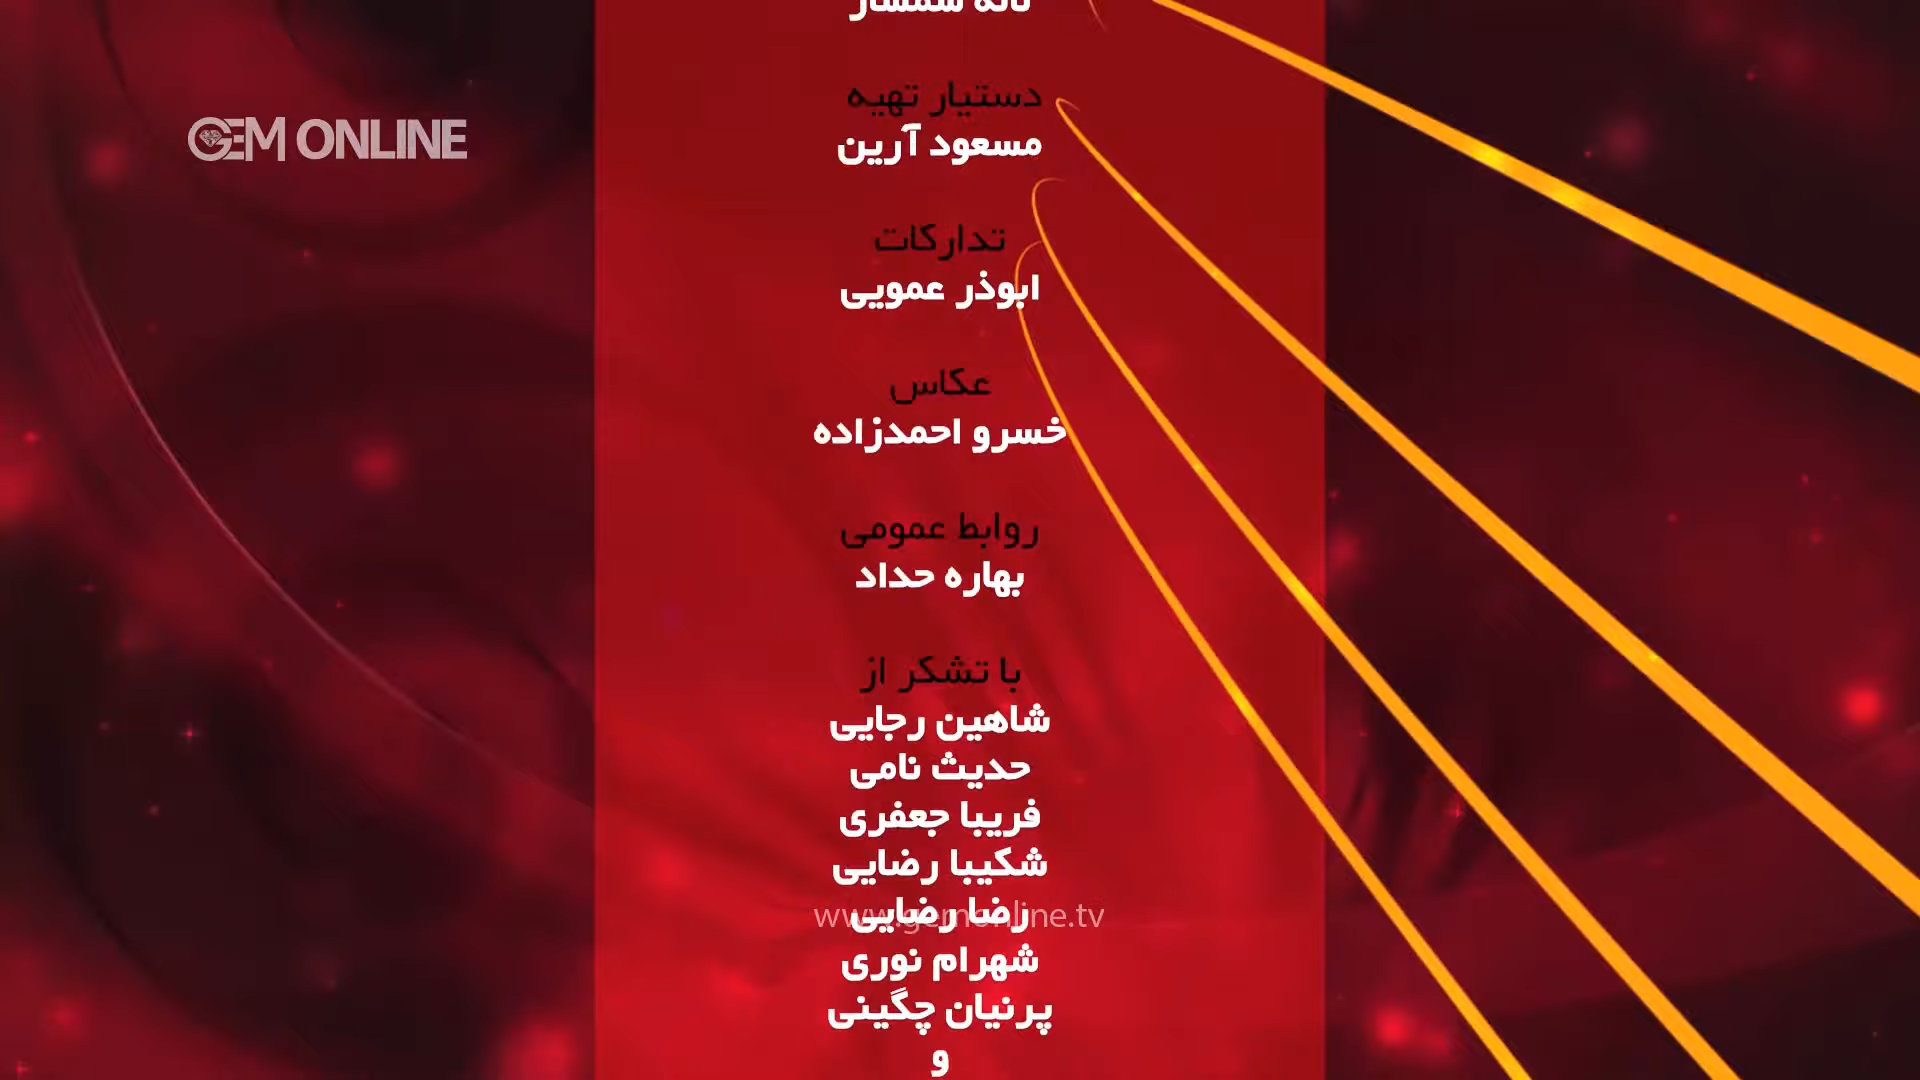 دستیار تهیه
مسعود آرین
GEM ONLINE
تدارکات
ابوذر عمویی
عکاس
خسرو احمدزاده
روابط عمومی
بهاره حداد
با تشکر از
شاهین رجایی
حدیث نامی
فریبا جعفری
شکیبا رضایی
رضا رضایی
www.gemonline.tv
شهرام نوری
پرنیان چگینی
و